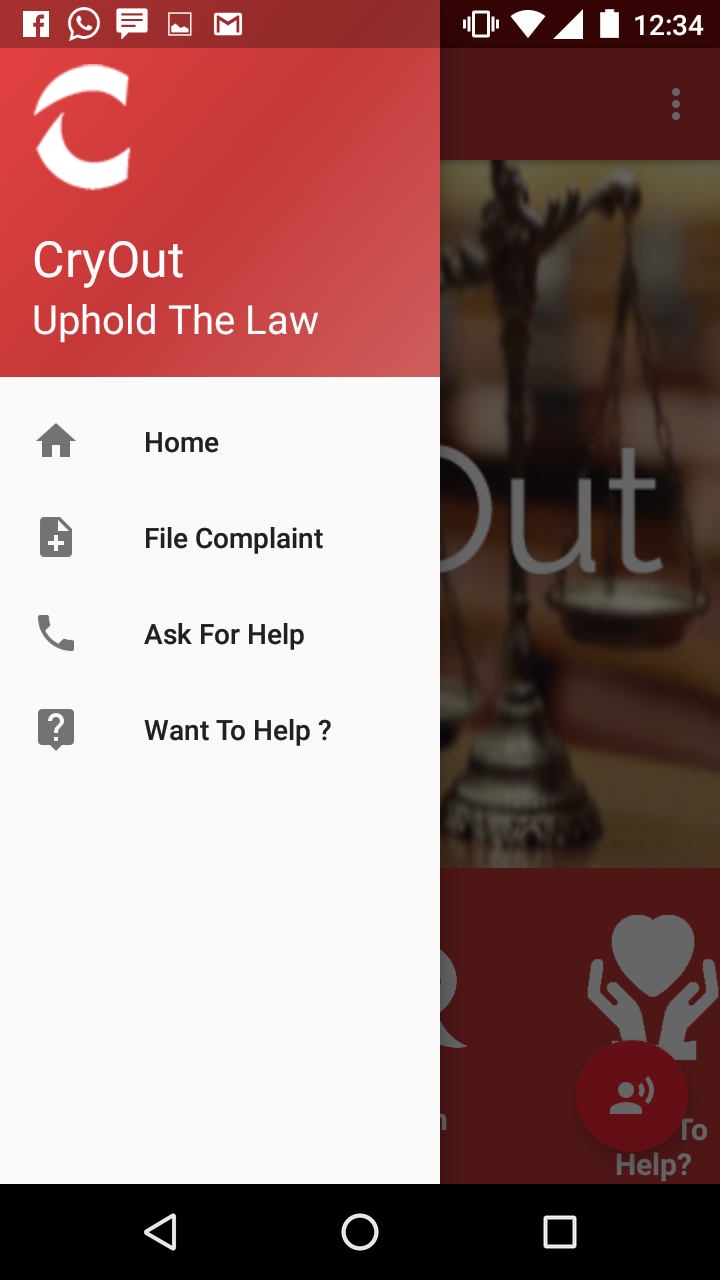 12:34
CryOut
Uphold The Law
Home
File Complaint
Ask For Help
Want To Help ?
Out
To
Help?